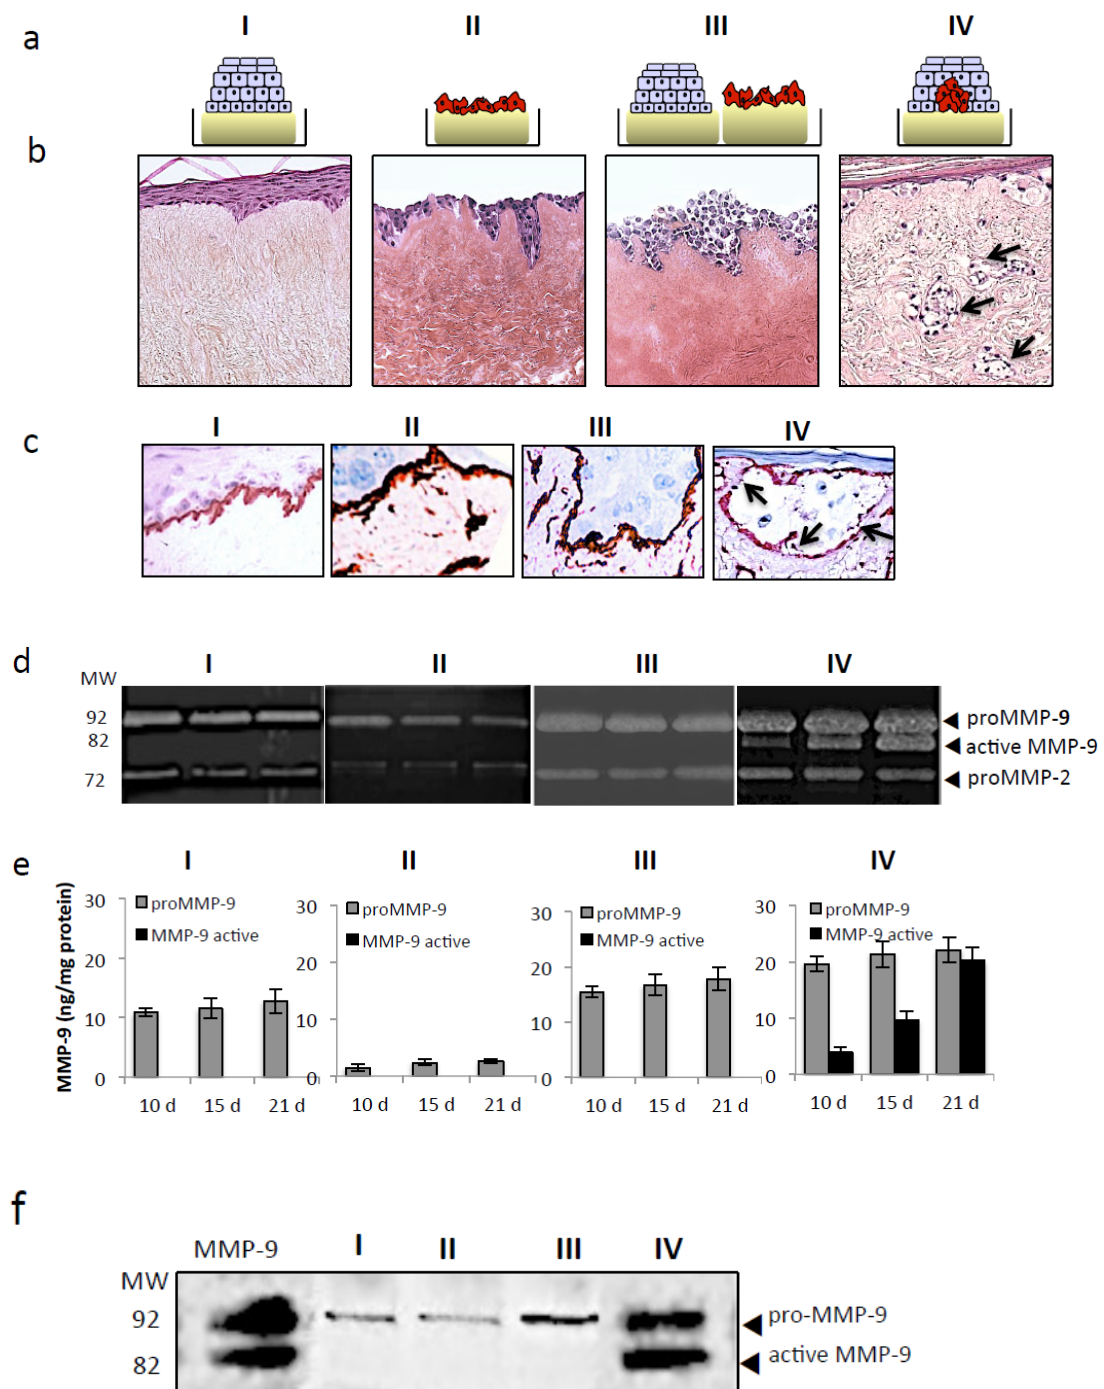 a I II III IV
b
c I II III IV
d I II III IV
MW
92 proMMP-9
82 active MMP-9
72 proMMP-2
e I II III IV
MMP-9 (ng/mg protein)
30 proMMP-9 30 proMMP-9 30 proMMP-9 30 proMMP-9
MMP-9 active MMP-9 active MMP-9 active MMP-9 active
20 20 20 20
10 10 10 10
0 0 0 0
10 d 15 d 21 d 10 d 15 d 21 d 10 d 15 d 21 d 10 d 15 d 21 d
f
MMP-9 I II III IV
MW
92 pro-MMP-9
82 active MMP-9